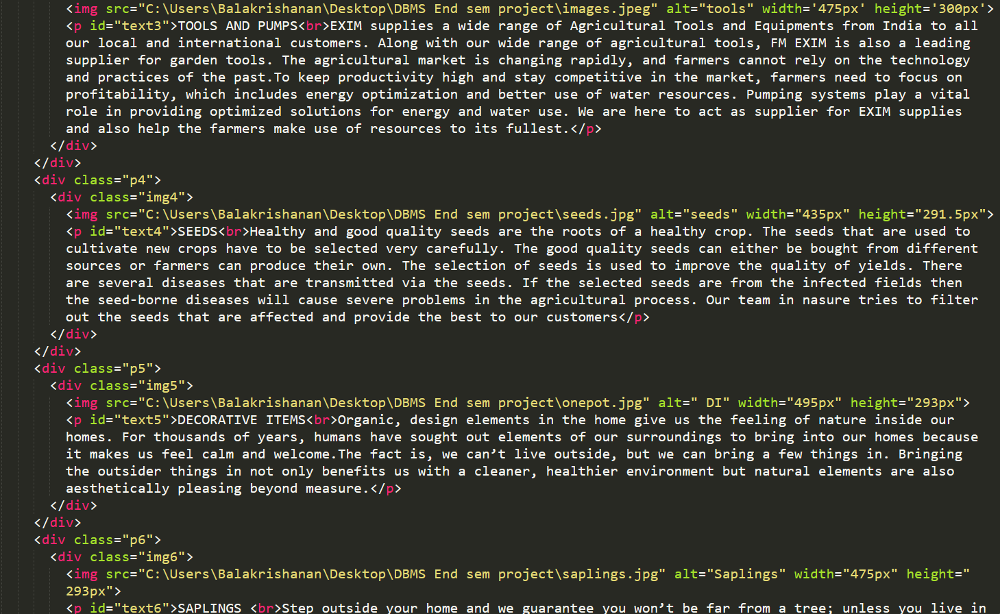 <img src="C:\Users\Balakrishanan\Desktop\DBMS End sem project\images.jpeg" alt="tools" width='475px' height='300px'>
<p id="text3">TOOLS AND PUMPS<br>EXIM supplies a wide range of Agricultural Tools and Equipments from India to all
our local and international customers. Along with our wide range of agricultural tools, FM EXIM is also a leading
supplier for garden tools. The agricultural market is changing rapidly, and farmers cannot rely on the technology
and practices of the past.To keep productivity high and stay competitive in the market, farmers need to focus on
profitability, which includes energy optimization and better use of water resources. Pumping systems play a vital
role in providing optimized solutions for energy and water use. We are here to act as supplier for EXIM supplies
and also help the farmers make use of resources to its fullest.</p>
</div>
</div>
<div class="p4">
<div class="img4">
<img src="C:\Users\Balakrishanan\Desktop\DBMS End sem project\seeds.jpg" alt="seeds" width="435px" height="291.5px">
<p id="text4">SEEDS<br>Healthy and good quality seeds are the roots of a healthy crop. The seeds that are used to
cultivate new crops have to be selected very carefully. The good quality seeds can either be bought from different
sources or farmers can produce their own. The selection of seeds is used to improve the quality of yields. There
are several diseases that are transmitted via the seeds. If the selected seeds are from the infected fields then
the seed-borne diseases will cause severe problems in the agricultural process. Our team in nasure tries to filter
out the seeds that are affected and provide the best to our customers</p>
</div>
</div>
<div class="p5">
<div class="img5">
<img src="C:\Users\Balakrishanan\Desktop\DBMS End sem project\onepot.jpg" alt=" DI" width="495px" height="293px">
<p id="text5">DECORATIVE ITEMS<br>Organic, design elements in the home give us the feeling of nature inside our
homes. For thousands of years, humans have sought out elements of our surroundings to bring into our homes because
it makes us feel calm and welcome.The fact is, we can’t live outside, but we can bring a few things in. Bringing
the outsider things in not only benefits us with a cleaner, healthier environment but natural elements are also
aesthetically pleasing beyond measure.</p>
</div>
</div>
<div class="p6">
<div class="img6">
<img src="C:\Users\Balakrishanan\Desktop\DBMS End sem project\saplings.jpg" alt="Saplings" width="475px" height="
293px">
<p id="text6">SAPLINGS <br>Step outside your home and we guarantee you won’t be far from a tree; unless you live in